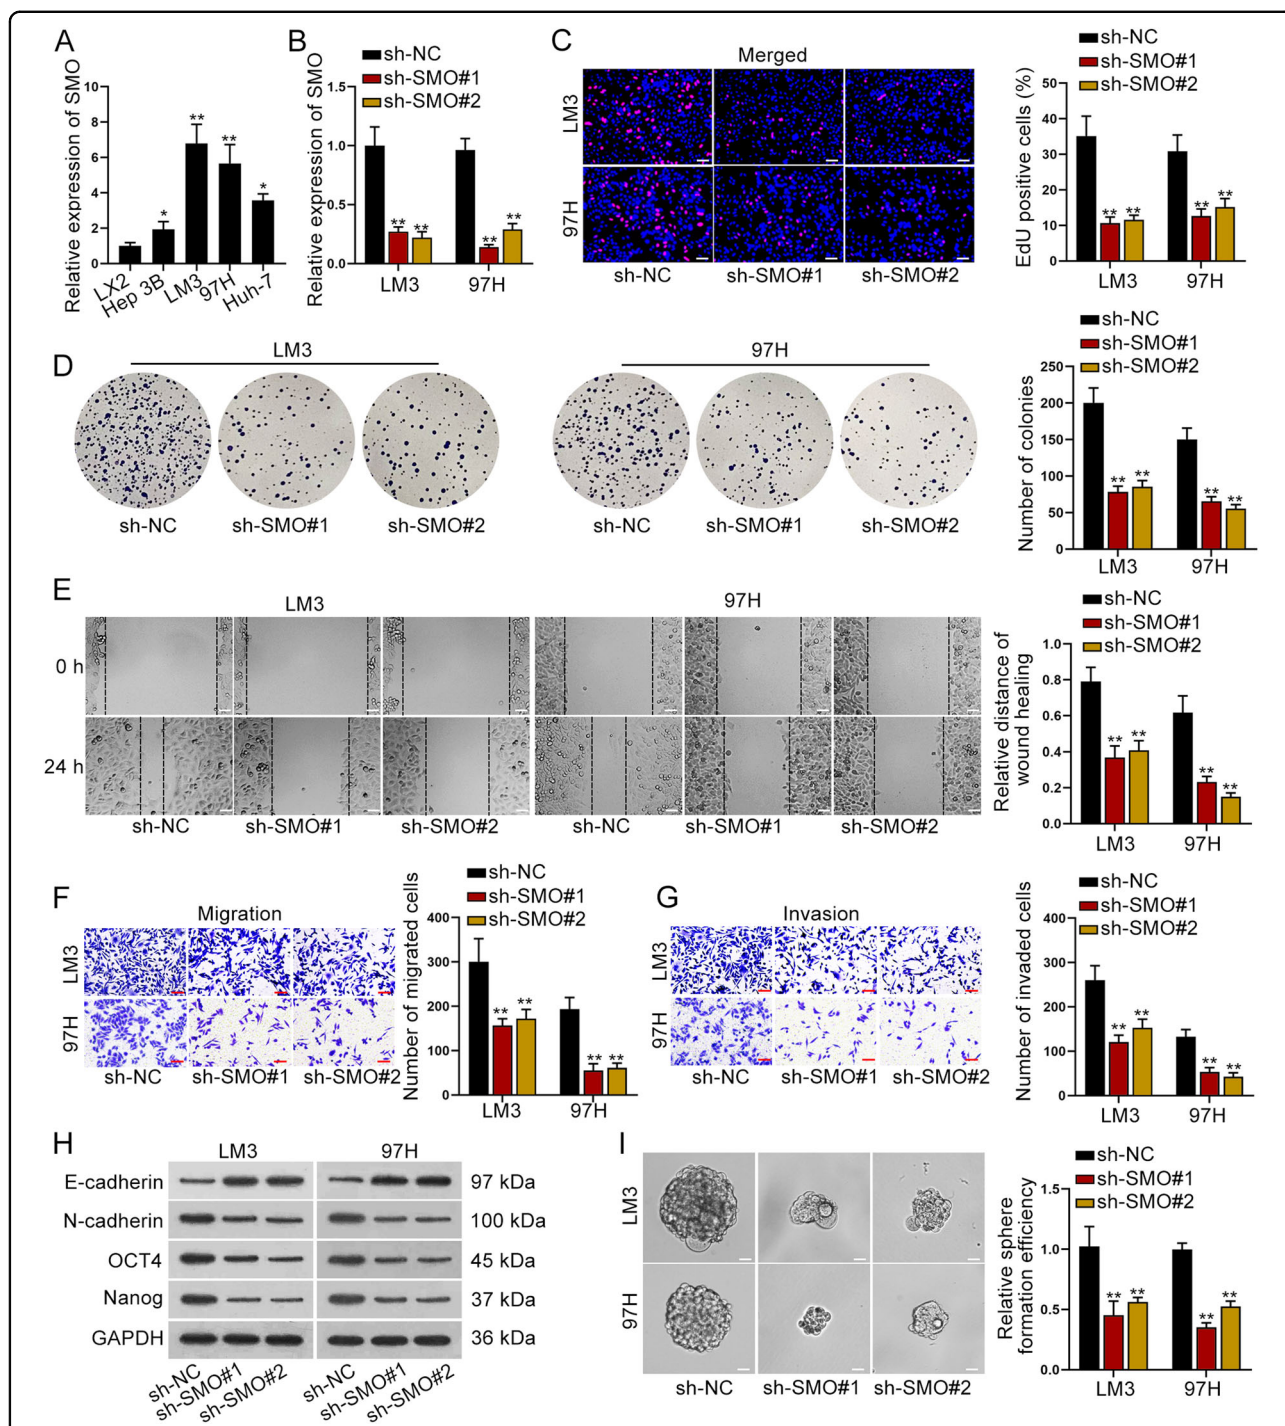 A
Relative expression of SMO
10
8
6
4
2
0
**
**
*
*
LX2
Hep 3B
LM3
97H
Huh-7
B
sh-NC
sh-SMO#1
sh-SMO#2
Relative expression of SMO
1.5
1.0
0.5
0.0
** **
** **
LM3 97H
C
Merged
LM3
97H
sh-NC sh-SMO#1 sh-SMO#2
sh-NC
sh-SMO#1
sh-SMO#2
EdU positive cells (%)
50
40
30
20
10
0
** **
** **
LM3 97H
D
LM3
97H
sh-NC sh-SMO#1 sh-SMO#2
sh-NC sh-SMO#1 sh-SMO#2
sh-NC
sh-SMO#1
sh-SMO#2
Number of colonies
250
200
150
100
50
0
** **
** **
LM3 97H
E
LM3
97H
0 h
24 h
sh-NC sh-SMO#1 sh-SMO#2
sh-NC sh-SMO#1 sh-SMO#2
sh-NC
sh-SMO#1
sh-SMO#2
Relative distance of
wound healing
1.0
0.8
0.6
0.4
0.2
0.0
** **
** **
LM3 97H
F
Migration
LM3
97H
sh-NC sh-SMO#1 sh-SMO#2
sh-NC
sh-SMO#1
sh-SMO#2
Number of migrated cells
400
300
200
100
0
** **
** **
LM3 97H
G
Invasion
LM3
97H
sh-NC sh-SMO#1 sh-SMO#2
sh-NC
sh-SMO#1
sh-SMO#2
Number of invaded cells
400
300
200
100
0
** **
** **
LM3 97H
H
LM3 97H
E-cadherin 97 kDa
N-cadherin 100 kDa
OCT4 45 kDa
Nanog 37 kDa
GAPDH 36 kDa
sh-NC
sh-SMO#1
sh-SMO#2
sh-NC
sh-SMO#1
sh-SMO#2
I
LM3
97H
sh-NC sh-SMO#1 sh-SMO#2
sh-NC
sh-SMO#1
sh-SMO#2
Relative sphere
formation efficiency
1.5
1.0
0.5
0.0
** **
** **
LM3 97H